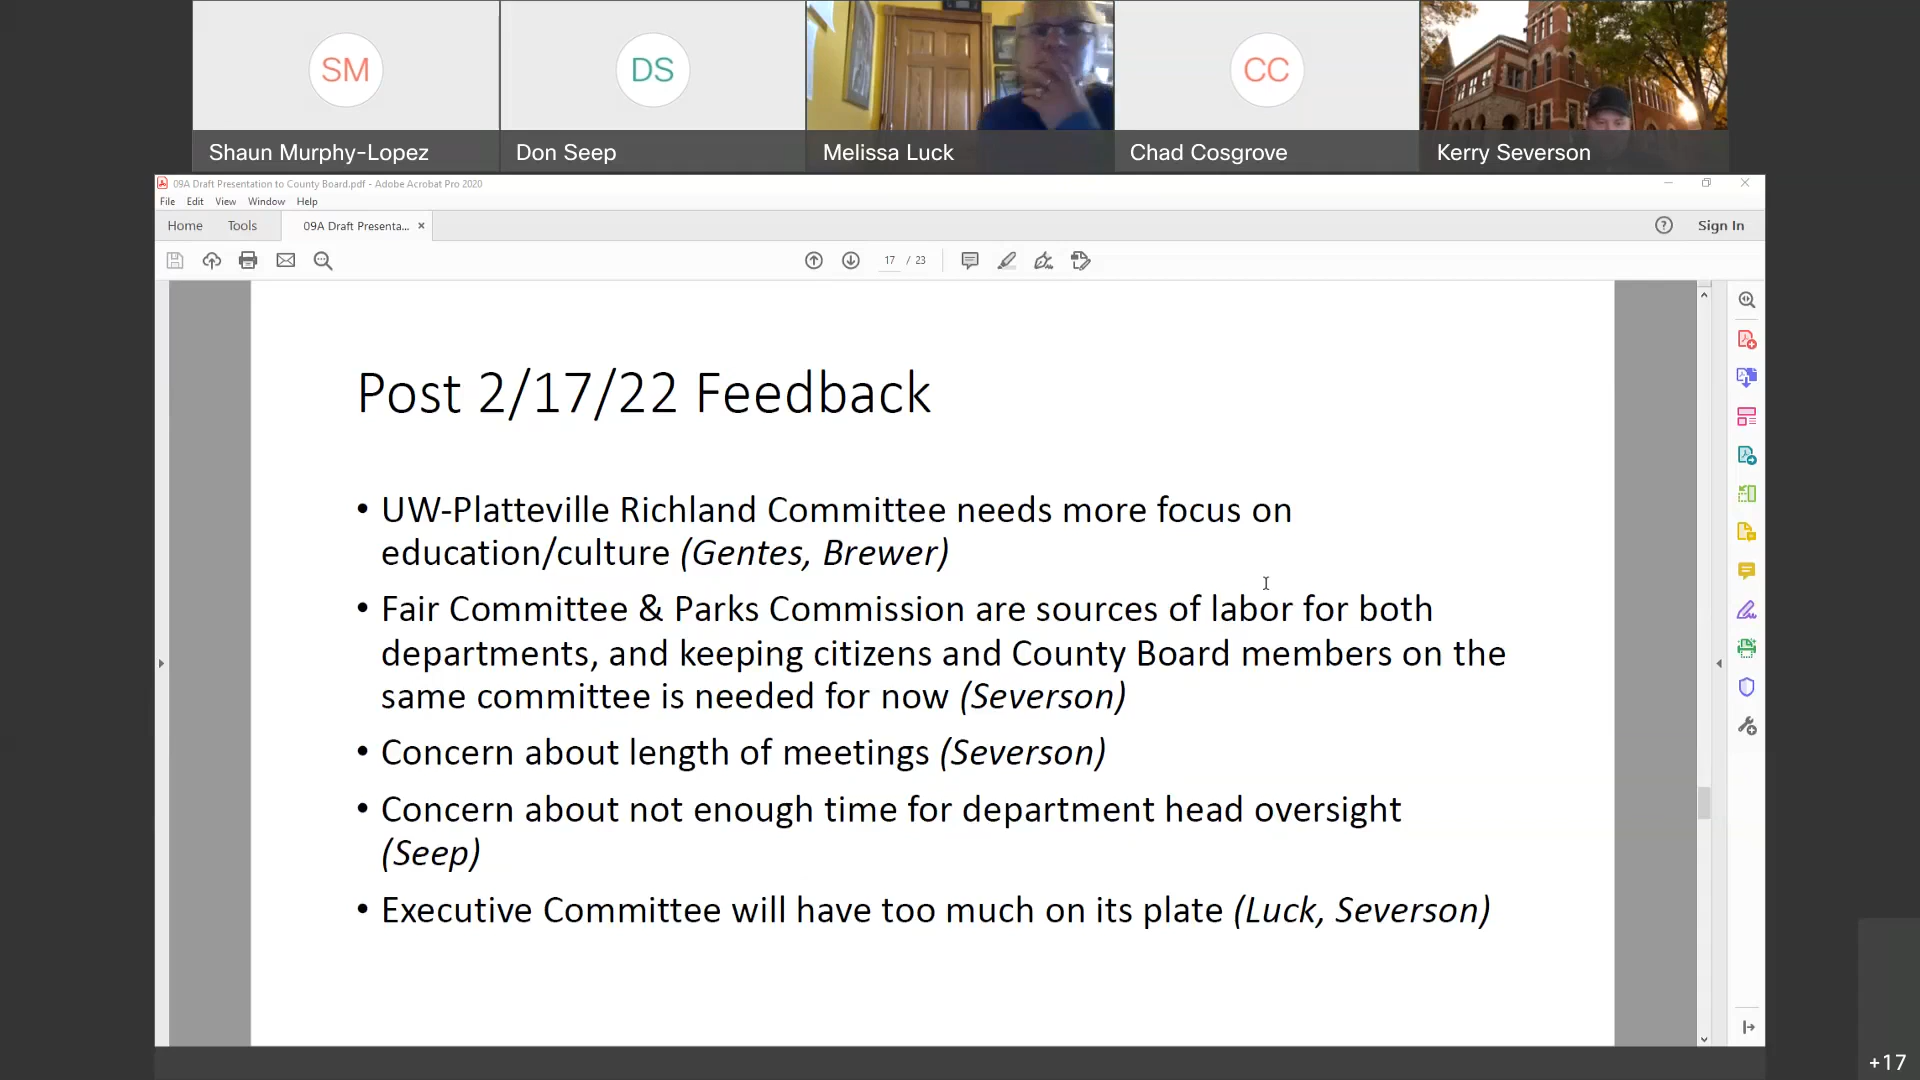 SM
DS
CC
Shaun Murphy-Lopez
Don Seep
Melissa Luck
Chad Cosgrove
Kerry Severson
09A Draft Presentation to County Board.pdf - Adobe Acrobat Pro 2020
File Edit View Window Help
Home Tools 09A Draft Presenta... ×
Sign In
17 / 23
Post 2/17/22 Feedback
• UW-Platteville Richland Committee needs more focus on
education/culture (Gentes, Brewer)
• Fair Committee & Parks Commission are sources of labor for both
departments, and keeping citizens and County Board members on the
same committee is needed for now (Severson)
• Concern about length of meetings (Severson)
• Concern about not enough time for department head oversight
(Seep)
• Executive Committee will have too much on its plate (Luck, Severson)
+17